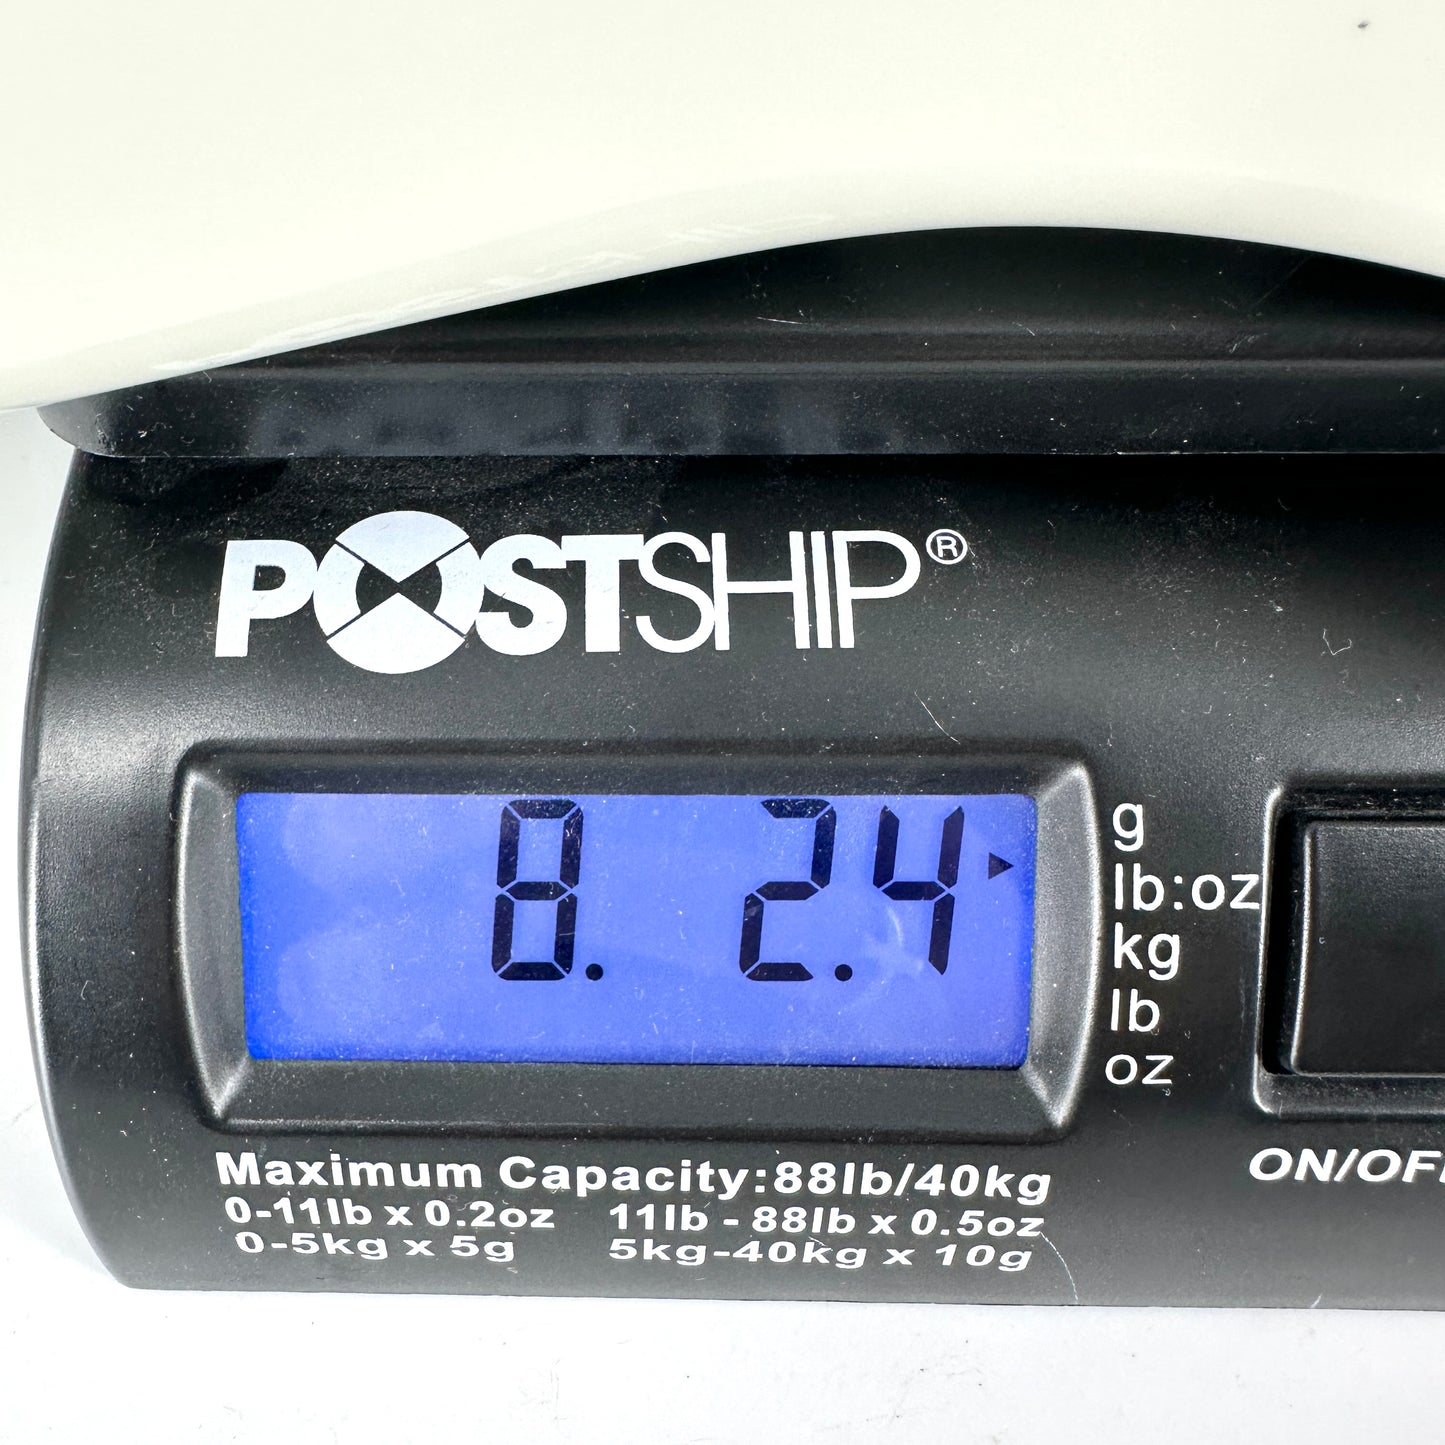 POSTSHIP®
8. 2.4
g
lb:oz
kg
lb
oz
Maximum Capacity:88lb/40kg
0-11lb x 0.2oz 11lb - 88lb x 0.5oz
0-5kg x 5g 5kg-40kg x 10g
ON/OF